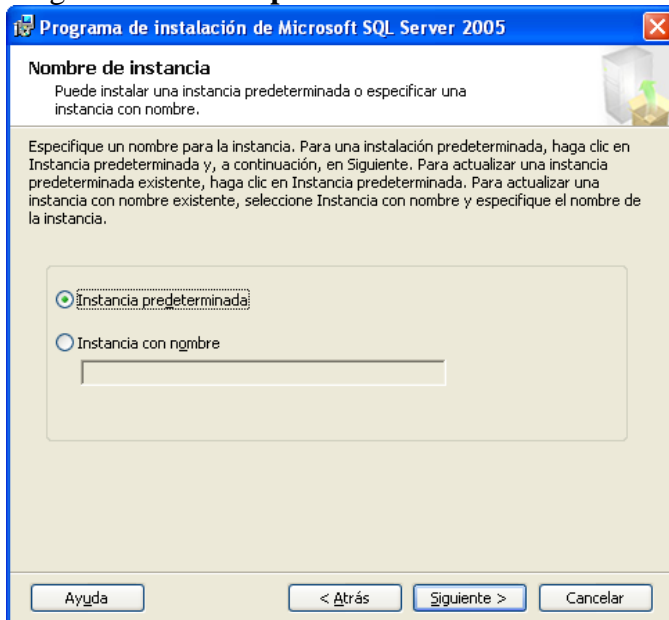 Programa de instalación de Microsoft SQL Server 2005
Nombre de instancia
Puede instalar una instancia predeterminada o especificar una
instancia con nombre.
Especifique un nombre para la instancia. Para una instalación predeterminada, haga clic en
Instancia predeterminada y, a continuación, en Siguiente. Para actualizar una instancia
predeterminada existente, haga clic en Instancia predeterminada. Para actualizar una
instancia con nombre existente, seleccione Instancia con nombre y especifique el nombre de
la instancia.
Instancia predeterminada
Instancia con nombre
Ayuda < Atrás Siguiente > Cancelar